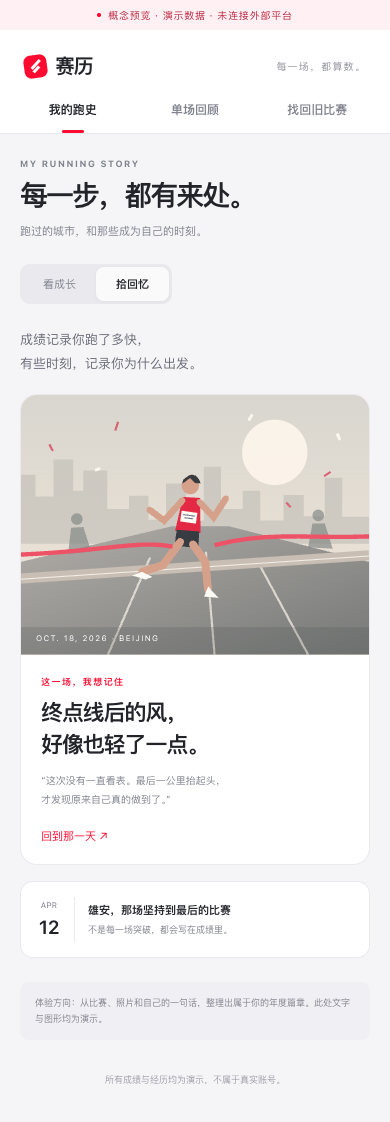 概念预览 · 演示数据 · 未连接外部平台
赛历
每一场，都算数。
我的跑史 单场回顾 找回旧比赛
MY RUNNING STORY
每一步，都有来处。
跑过的城市，和那些成为自己的时刻。
看成长 拾回忆
成绩记录你跑了多快，
有些时刻，记录你为什么出发。
OCT. 18, 2026 · BEIJING
这一场，我想记住
终点线后的风，
好像也轻了一点。
“这次没有一直看表。最后一公里抬起头，
才发现原来自己真的做到了。”
回到那一天 ↗
APR
12
雄安，那场坚持到最后的比赛
不是每一场突破，都会写在成绩里。
体验方向：从比赛、照片和自己的一句话，整理出属于你的年度篇章。此处文字
与图形均为演示。
所有成绩与经历均为演示，不属于真实账号。